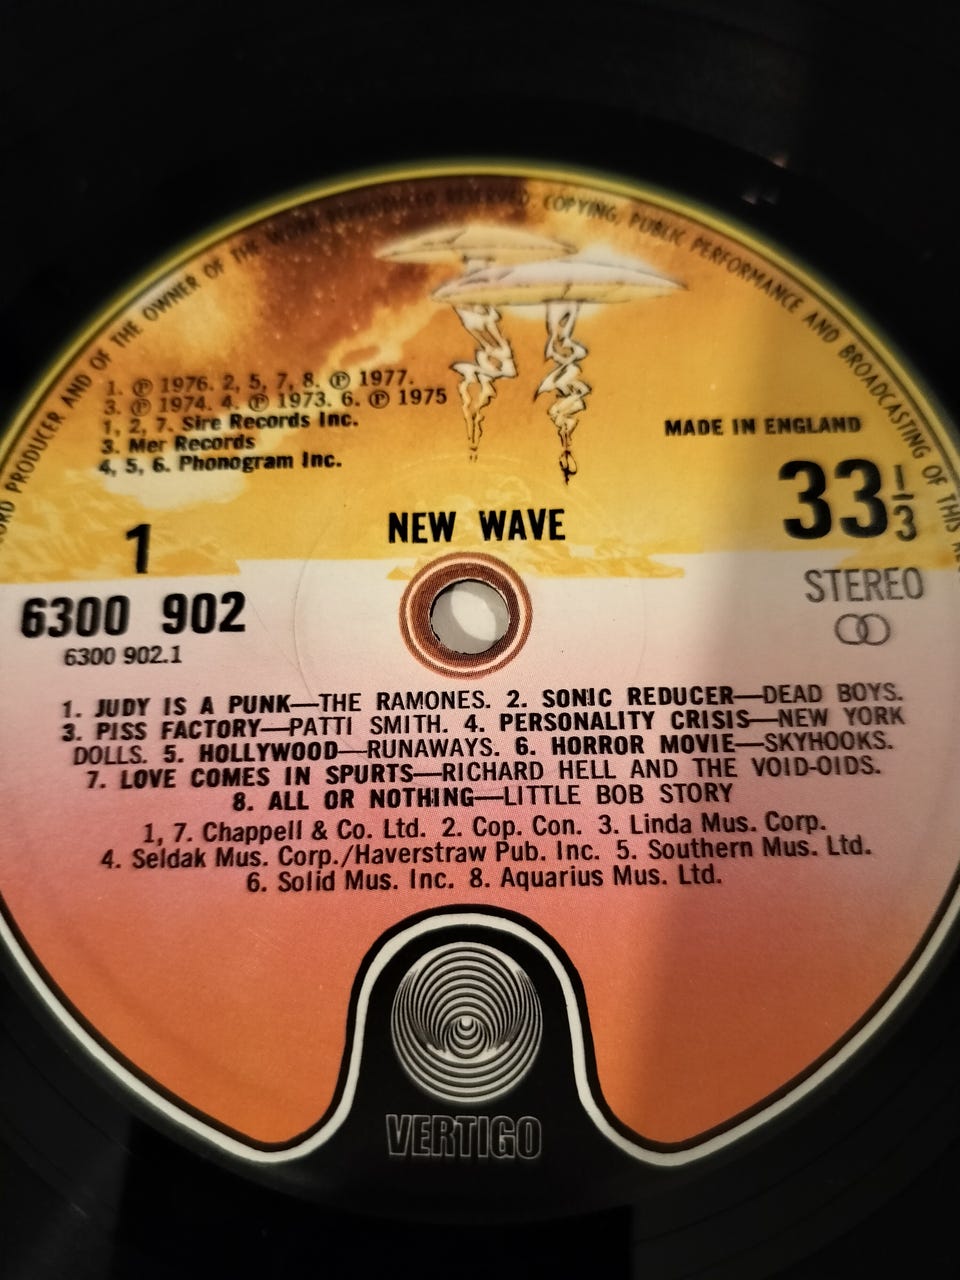 ORD PRODUCER AND OF THE OWNER OF THE WORK REPRODUCED RESERVED. COPYING, PUBLIC PERFORMANCE AND BROADCASTING OF THIS
1. ℗ 1976. 2, 5, 7, 8. ℗ 1977.
3. ℗ 1974. 4. ℗ 1973. 6. ℗ 1975
1, 2, 7. Sire Records Inc.
3. Mer Records
4, 5, 6. Phonogram Inc.
MADE IN ENGLAND
33 1/3
NEW WAVE
1
STEREO
6300 902
6300 902.1
1. JUDY IS A PUNK—THE RAMONES. 2. SONIC REDUCER—DEAD BOYS.
3. PISS FACTORY—PATTI SMITH. 4. PERSONALITY CRISIS—NEW YORK
DOLLS. 5. HOLLYWOOD—RUNAWAYS. 6. HORROR MOVIE—SKYHOOKS.
7. LOVE COMES IN SPURTS—RICHARD HELL AND THE VOID-OIDS.
8. ALL OR NOTHING—LITTLE BOB STORY
1, 7. Chappell & Co. Ltd. 2. Cop. Con. 3. Linda Mus. Corp.
4. Seldak Mus. Corp./Haverstraw Pub. Inc. 5. Southern Mus. Ltd.
6. Solid Mus. Inc. 8. Aquarius Mus. Ltd.
VERTIGO